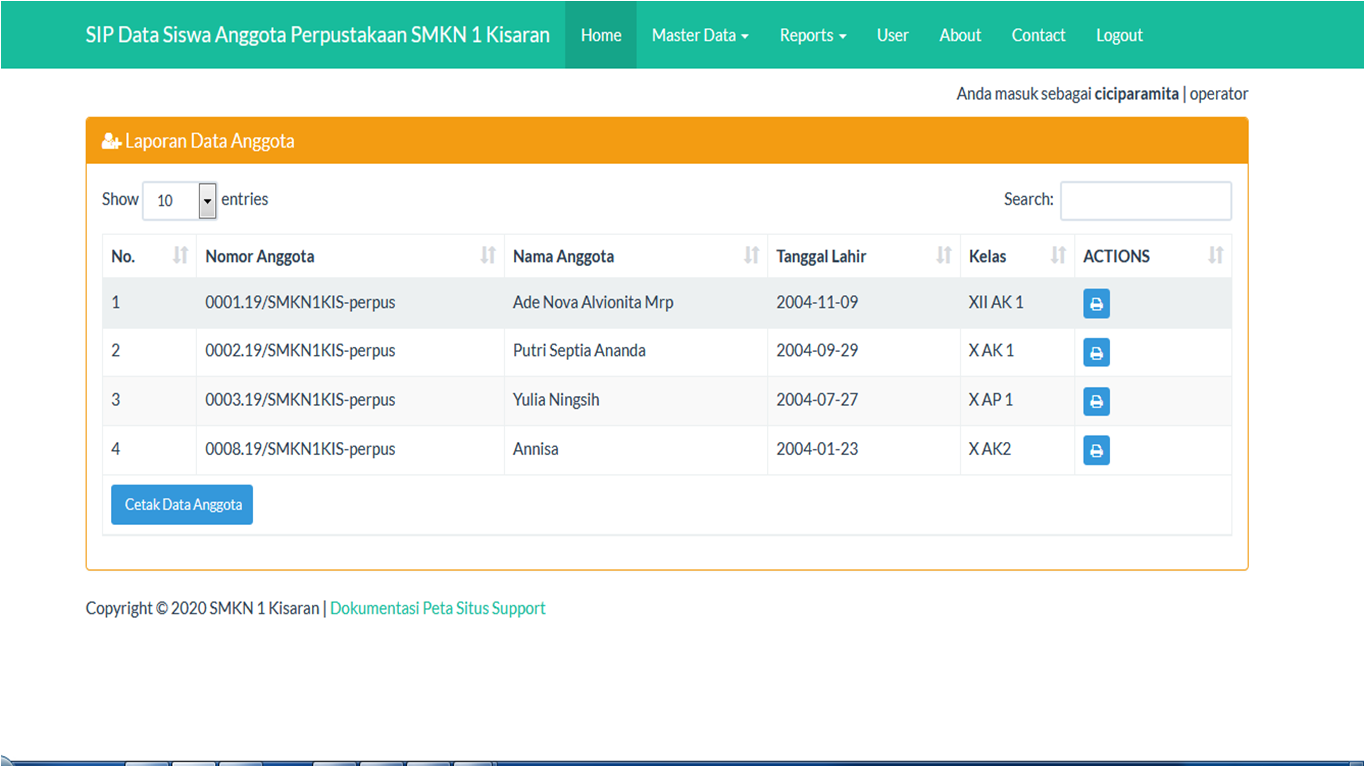 SIP Data Siswa Anggota Perpustakaan SMKN 1 Kisaran Home Master Data Reports User About Contact Logout
Anda masuk sebagai ciciparamita | operator
Laporan Data Anggota
Show 10 entries Search:
No. Nomor Anggota Nama Anggota Tanggal Lahir Kelas ACTIONS
1 0001.19/SMKN1KIS-perpus Ade Nova Alvionita Mrp 2004-11-09 XII AK 1
2 0002.19/SMKN1KIS-perpus Putri Septia Ananda 2004-09-29 X AK 1
3 0003.19/SMKN1KIS-perpus Yulia Ningsih 2004-07-27 X AP 1
4 0008.19/SMKN1KIS-perpus Annisa 2004-01-23 X AK2
Cetak Data Anggota
Copyright © 2020 SMKN 1 Kisaran | Dokumentasi Peta Situs Support